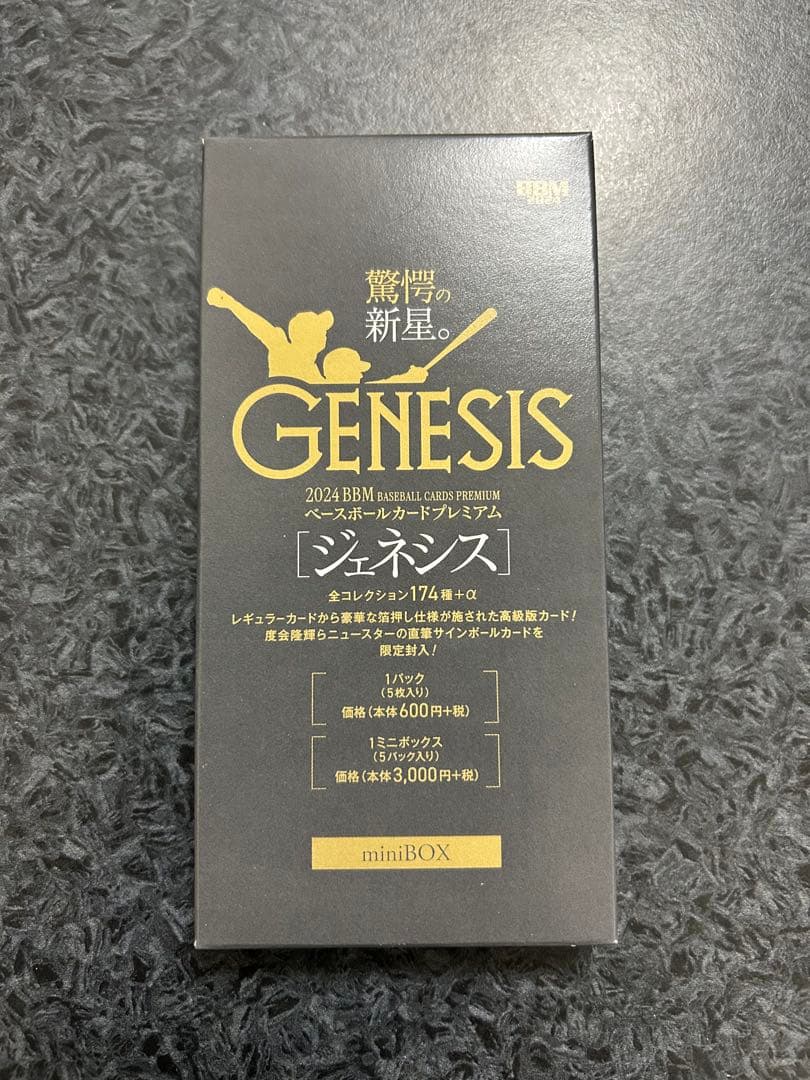 BBM
2024
驚愕の
新星。
GENESIS
2024 BBM BASEBALL CARDS PREMIUM
ベースボールカードプレミアム
[ジェネシス]
全コレクション174種+α
レギュラーカードから豪華な箔押し仕様が施された高級版カード!
度会隆輝らニュースターの直筆サインボールカードを
限定封入!
1パック
(5枚入り)
価格(本体600円+税)
1ミニボックス
(5パック入り)
価格(本体3,000円+税)
miniBOX